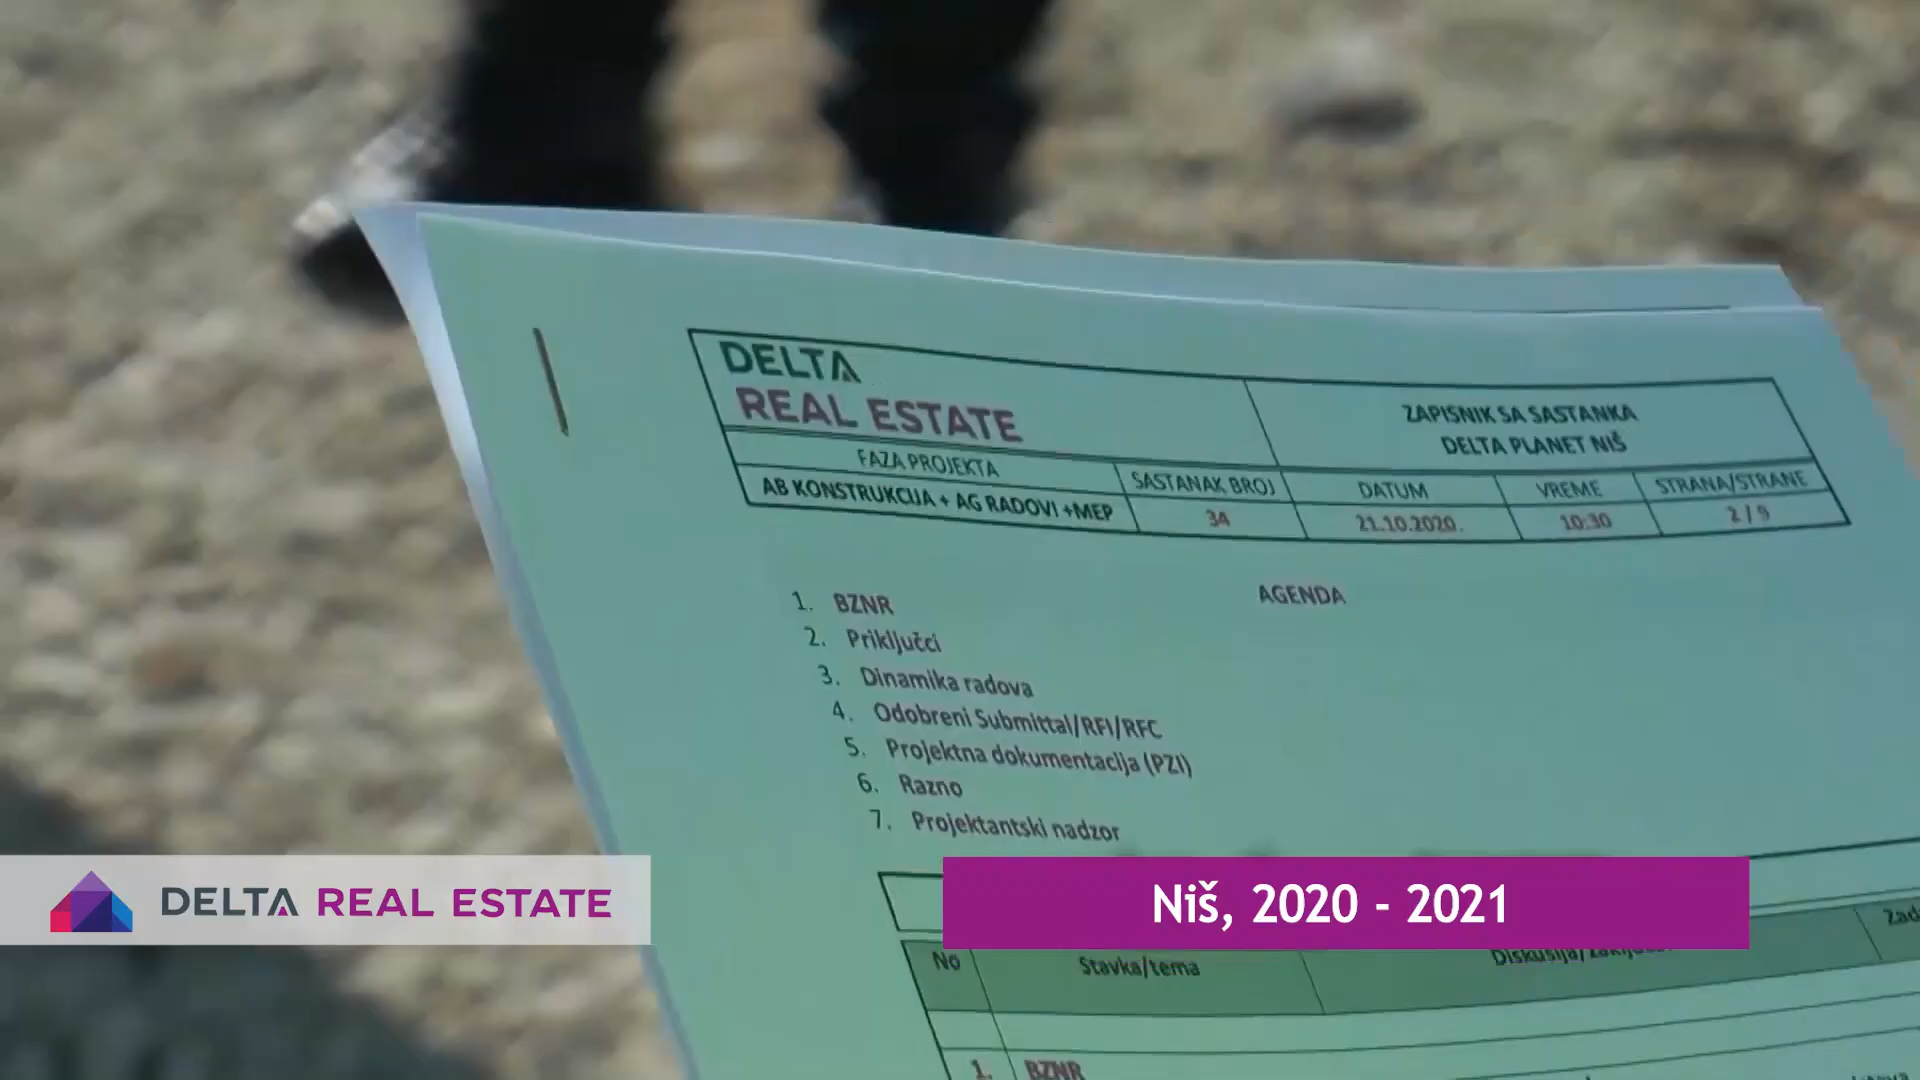 DELTA
REAL ESTATE
ZAPISNIK SA SASTANKA
DELTA PLANET NIŠ
FAZA PROJEKTA
SASTANAK BROJ
DATUM
VREME
STRANA/STRANE
AB KONSTRUKCIJA + AG RADOVI +MEP
34
21.10.2020.
10:30
2 / 9
AGENDA
1. BZNR
2. Priključci
3. Dinamika radova
4. Odobreni Submittal/RFI/RFC
5. Projektna dokumentacija (PZI)
6. Razno
7. Projektantski nadzor
DELTA REAL ESTATE
Niš, 2020 - 2021
No
Stavka/tema
1. BZNR